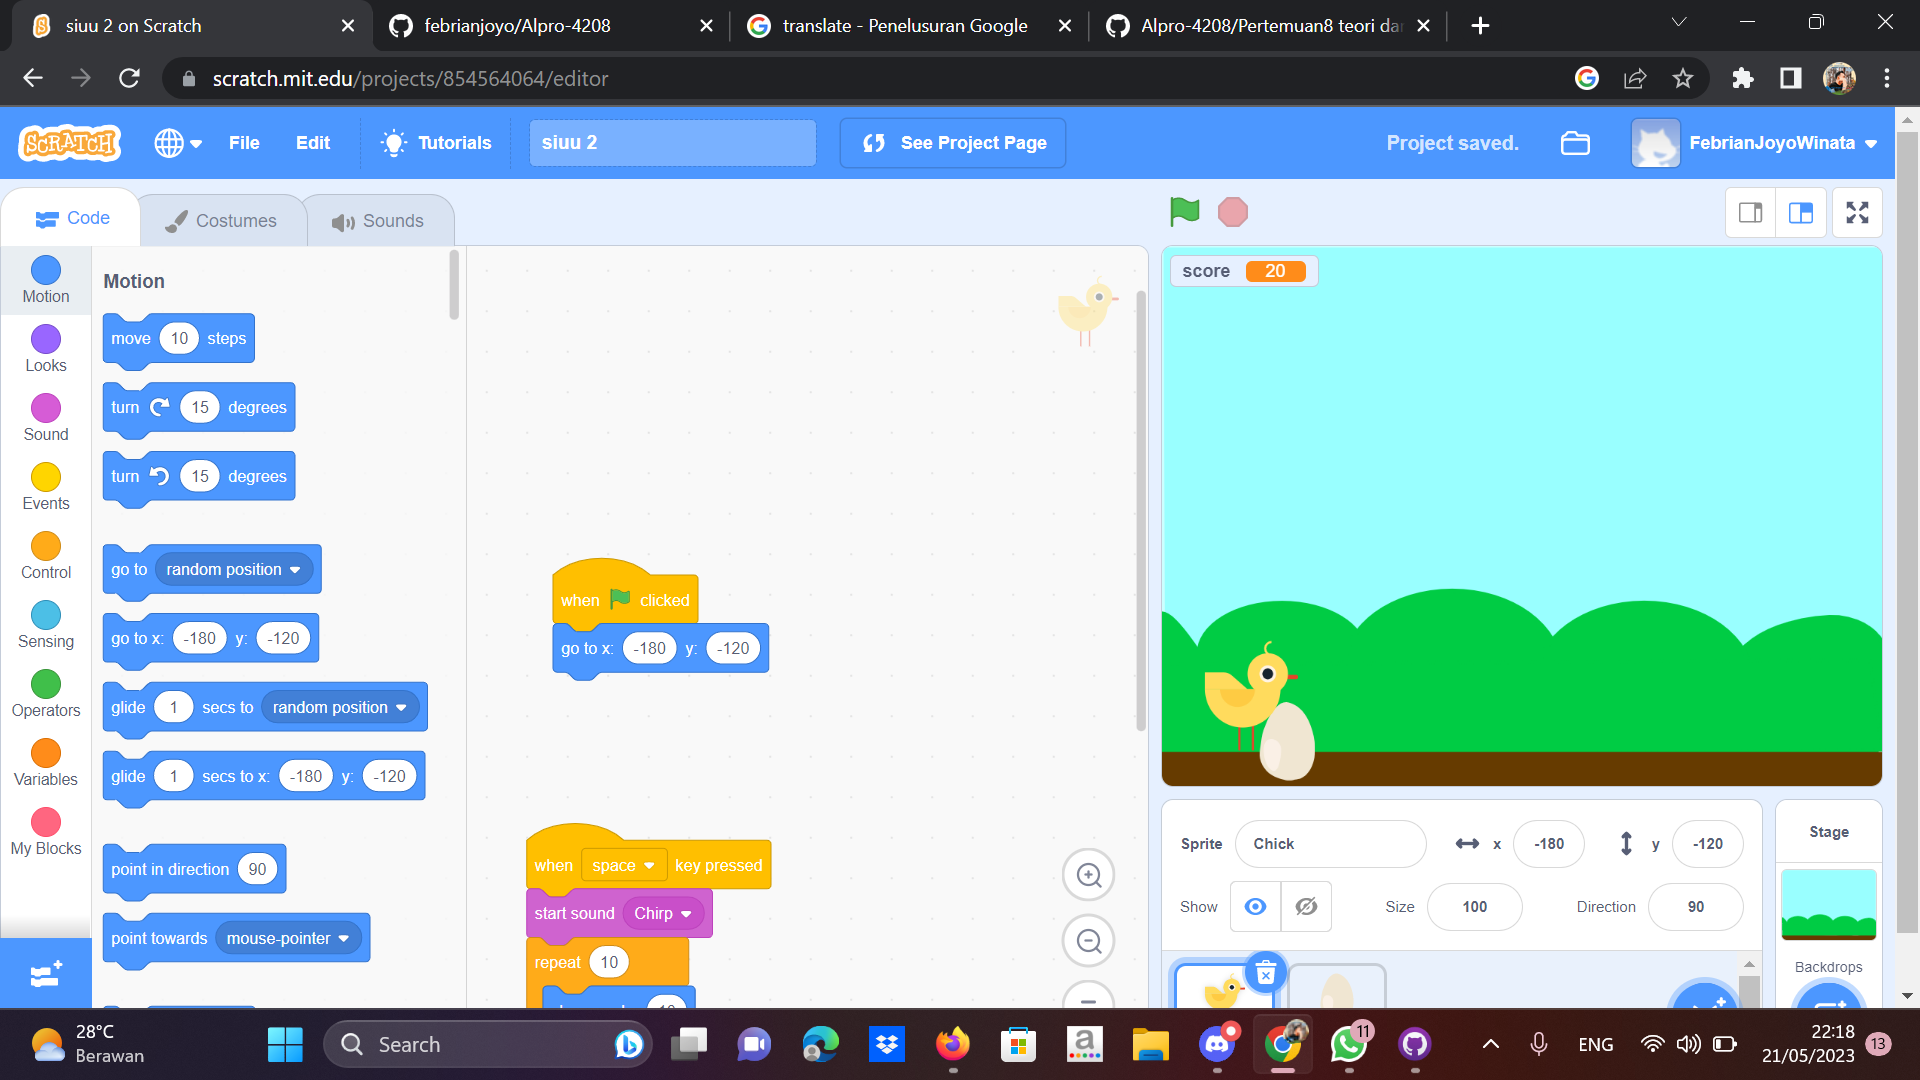 siuu 2 on Scratch
febrianjoyo/Alpro-4208
translate - Penelusuran Google
Alpro-4208/Pertemuan8 teori dar
scratch.mit.edu/projects/854564064/editor
SCRATCH
File
Edit
Tutorials
siuu 2
See Project Page
Project saved.
FebrianJoyoWinata
Code
Costumes
Sounds
Motion
Looks
Sound
Events
Control
Sensing
Operators
Variables
My Blocks
Motion
move 10 steps
turn 15 degrees
turn 15 degrees
go to random position
go to x: -180 y: -120
glide 1 secs to random position
glide 1 secs to x: -180 y: -120
point in direction 90
point towards mouse-pointer
when clicked
go to x: -180 y: -120
when space key pressed
start sound Chirp
repeat 10
score 20
Sprite Chick x -180 y -120
Show Size 100 Direction 90
Stage
Backdrops
28°C
Berawan
Search
11
ENG
22:18
21/05/2023
13